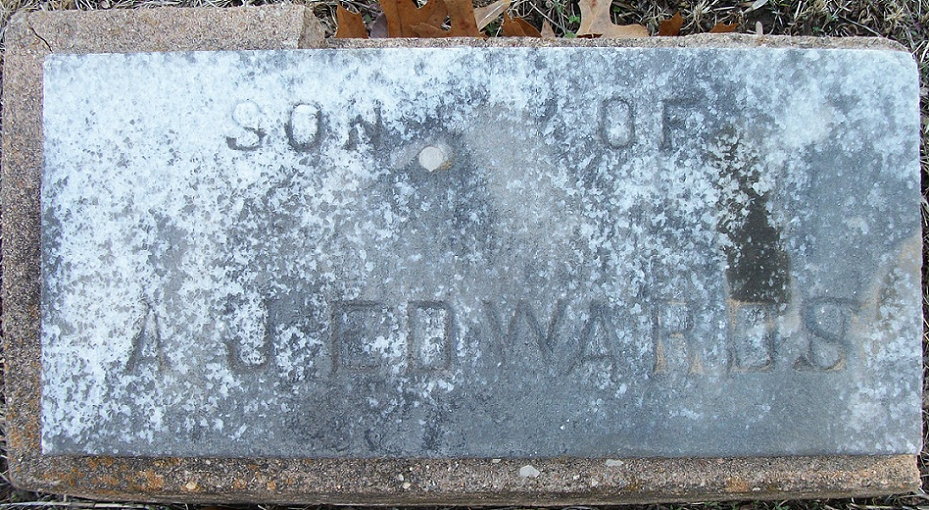 SON OF
A J EDWARDS